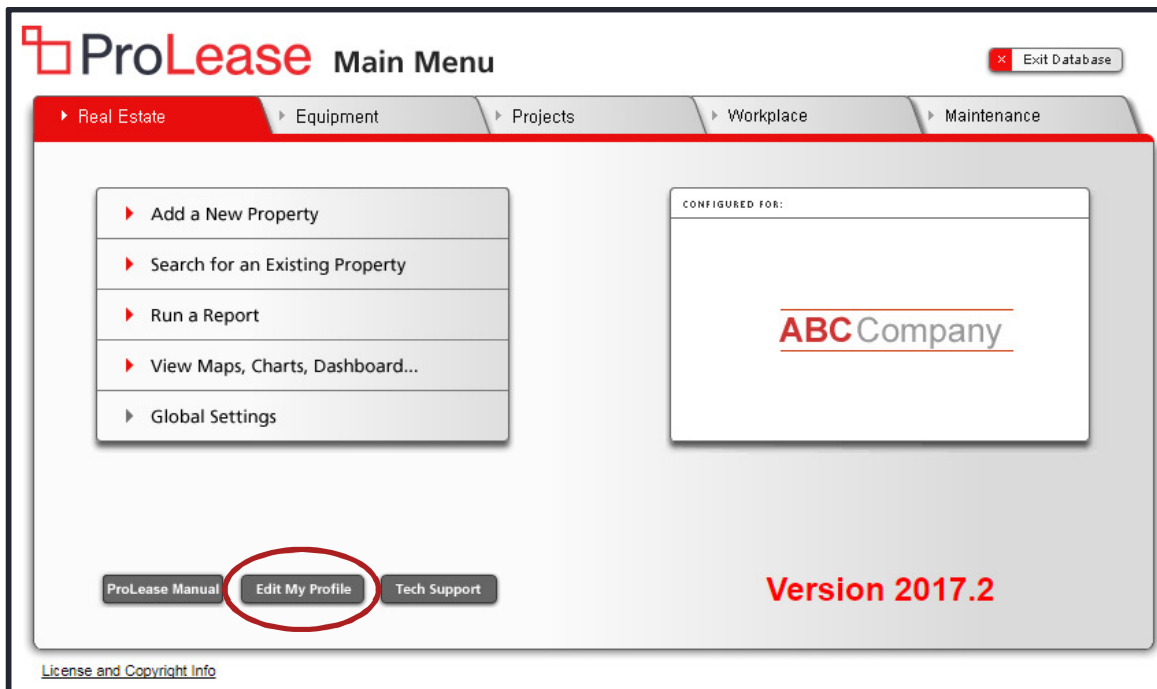 ProLease Main Menu
Exit Database
Real Estate
Equipment
Projects
Workplace
Maintenance
Add a New Property
Search for an Existing Property
Run a Report
View Maps, Charts, Dashboard...
Global Settings
CONFIGURED FOR:
ABC Company
ProLease Manual
Edit My Profile
Tech Support
Version 2017.2
License and Copyright Info